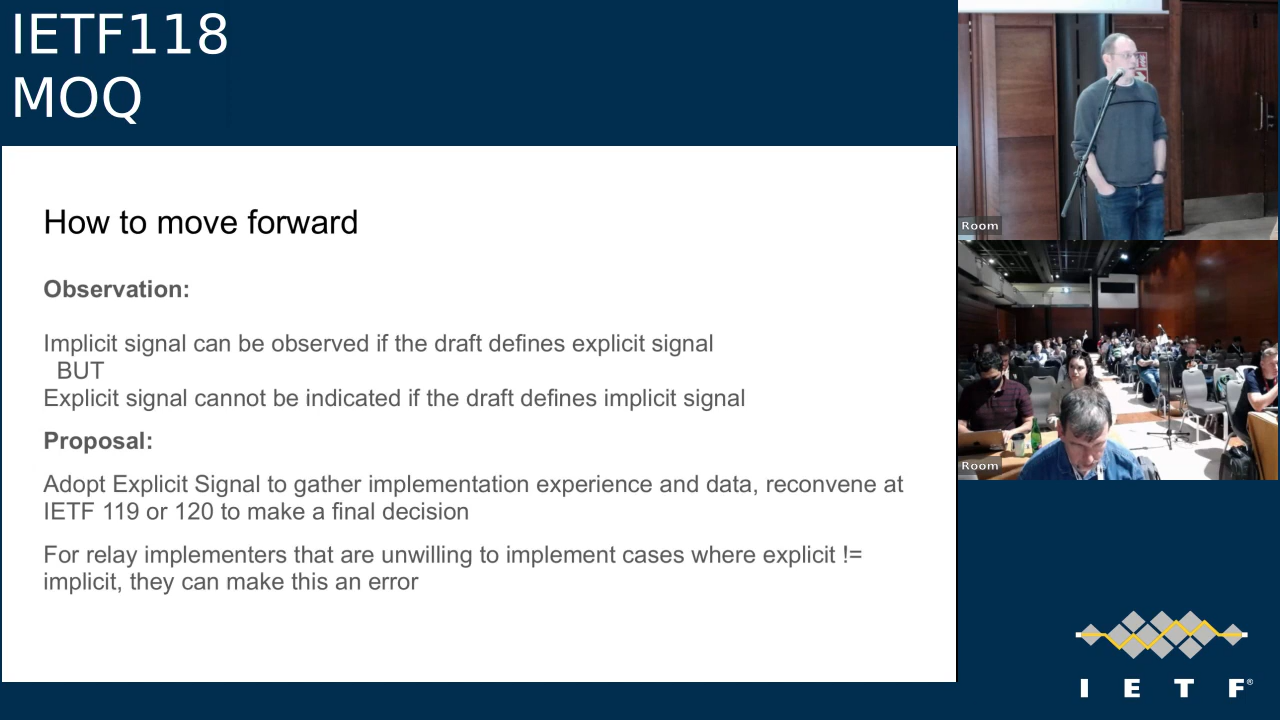 IETF118
MOQ
How to move forward
Observation:
Implicit signal can be observed if the draft defines explicit signal
BUT
Explicit signal cannot be indicated if the draft defines implicit signal
Proposal:
Adopt Explicit Signal to gather implementation experience and data, reconvene at
IETF 119 or 120 to make a final decision
For relay implementers that are unwilling to implement cases where explicit !=
implicit, they can make this an error
Room
Room
I E T F®